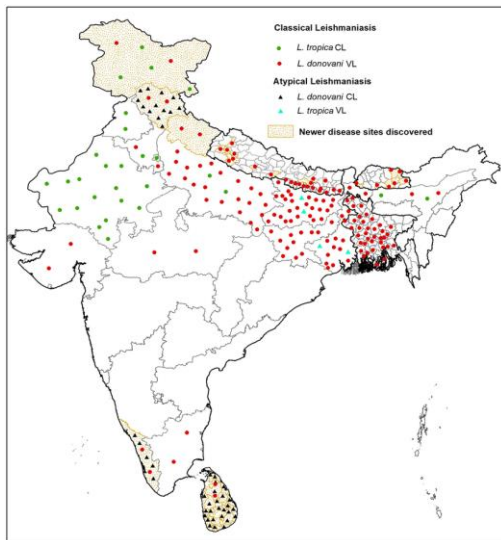 Classical Leishmaniasis
L. tropica CL
L. donovani VL
Atypical Leishmaniasis
L. donovani CL
L. tropica VL
Newer disease sites discovered